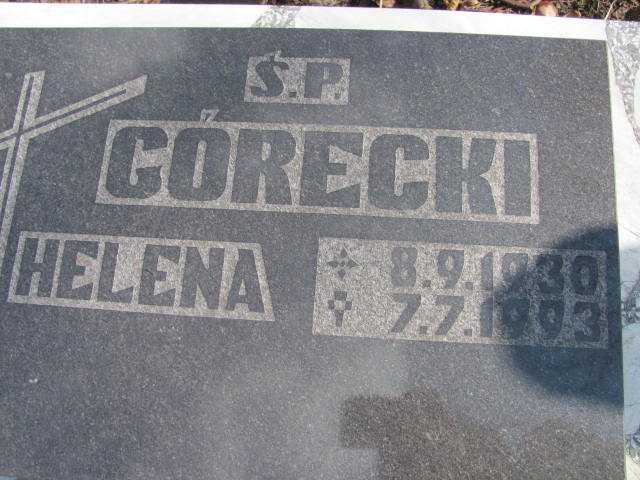 Ś.P.
GÓRECKI
HELENA
8.9.1930
7.7.1993